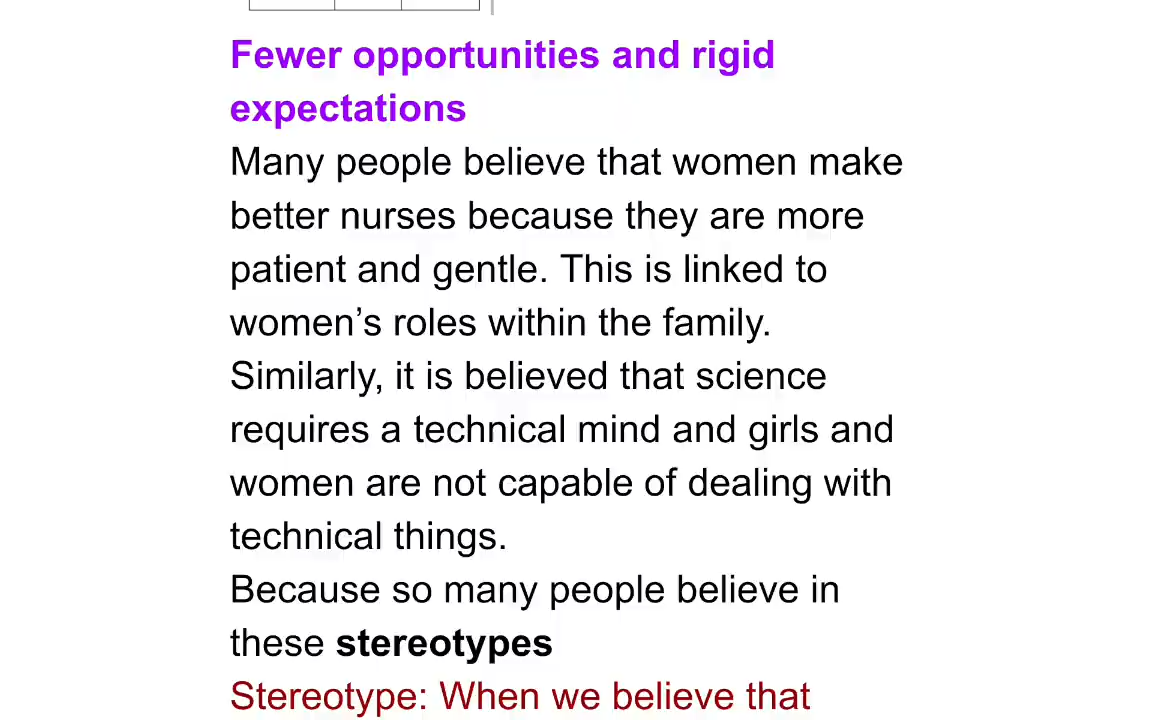 Fewer opportunities and rigid
expectations
Many people believe that women make
better nurses because they are more
patient and gentle. This is linked to
women’s roles within the family.
Similarly, it is believed that science
requires a technical mind and girls and
women are not capable of dealing with
technical things.
Because so many people believe in
these stereotypes
Stereotype: When we believe that